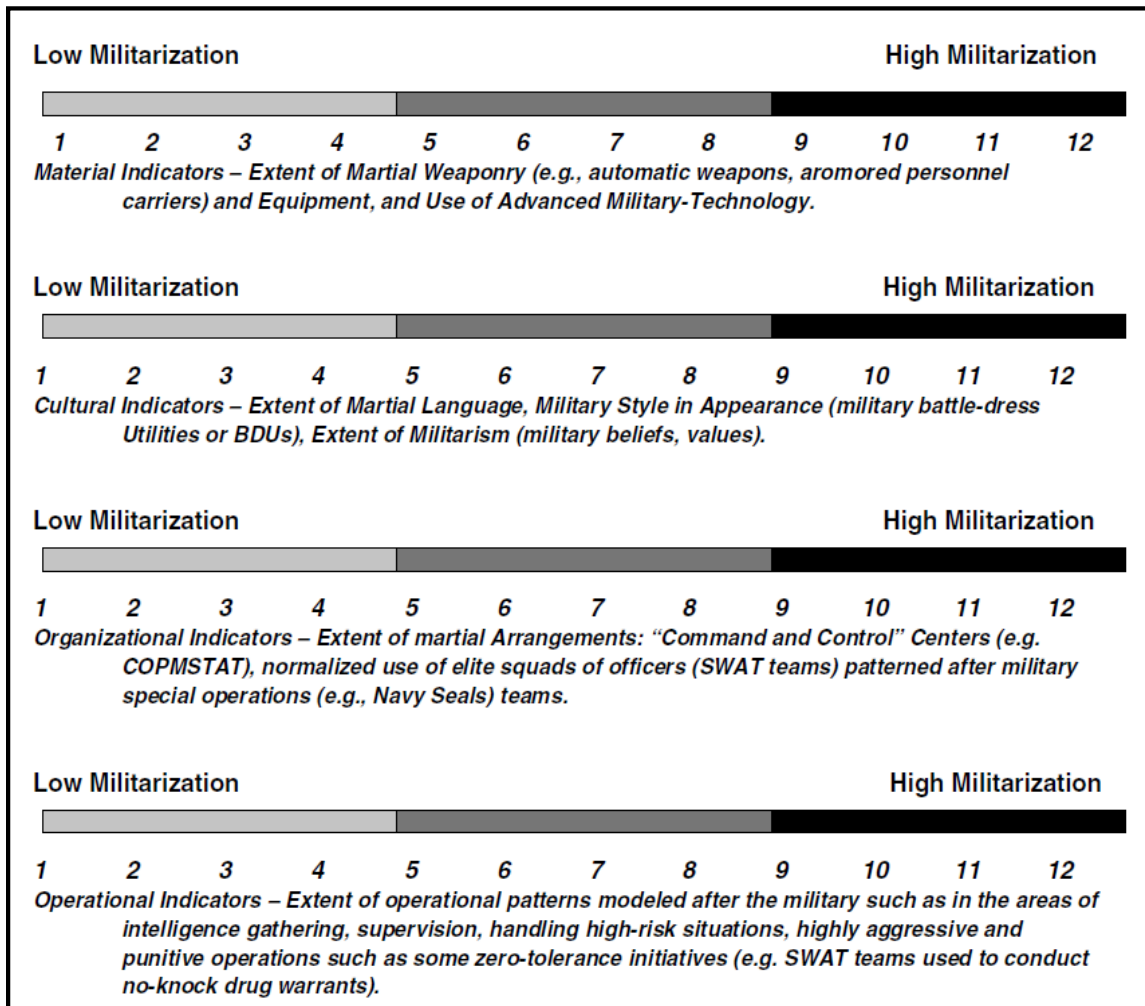 Low Militarization High Militarization
1 2 3 4 5 6 7 8 9 10 11 12
Material Indicators – Extent of Martial Weaponry (e.g., automatic weapons, aromored personnel
carriers) and Equipment, and Use of Advanced Military-Technology.
Low Militarization High Militarization
1 2 3 4 5 6 7 8 9 10 11 12
Cultural Indicators – Extent of Martial Language, Military Style in Appearance (military battle-dress
Utilities or BDUs), Extent of Militarism (military beliefs, values).
Low Militarization High Militarization
1 2 3 4 5 6 7 8 9 10 11 12
Organizational Indicators – Extent of martial Arrangements: “Command and Control” Centers (e.g.
COPMSTAT), normalized use of elite squads of officers (SWAT teams) patterned after military
special operations (e.g., Navy Seals) teams.
Low Militarization High Militarization
1 2 3 4 5 6 7 8 9 10 11 12
Operational Indicators – Extent of operational patterns modeled after the military such as in the areas of
intelligence gathering, supervision, handling high-risk situations, highly aggressive and
punitive operations such as some zero-tolerance initiatives (e.g. SWAT teams used to conduct
no-knock drug warrants).